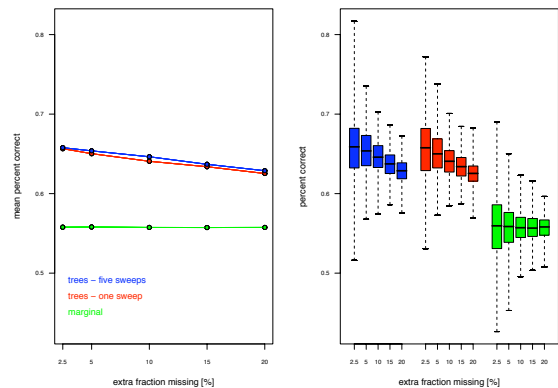 mean percent correct
0.8
0.7
0.6
0.5
trees − five sweeps
trees − one sweep
marginal
2.5 5 10 15 20
extra fraction missing [%]
percent correct
0.8
0.7
0.6
0.5
2.5 5 10 15 20 2.5 5 10 15 20 2.5 5 10 15 20
extra fraction missing [%]